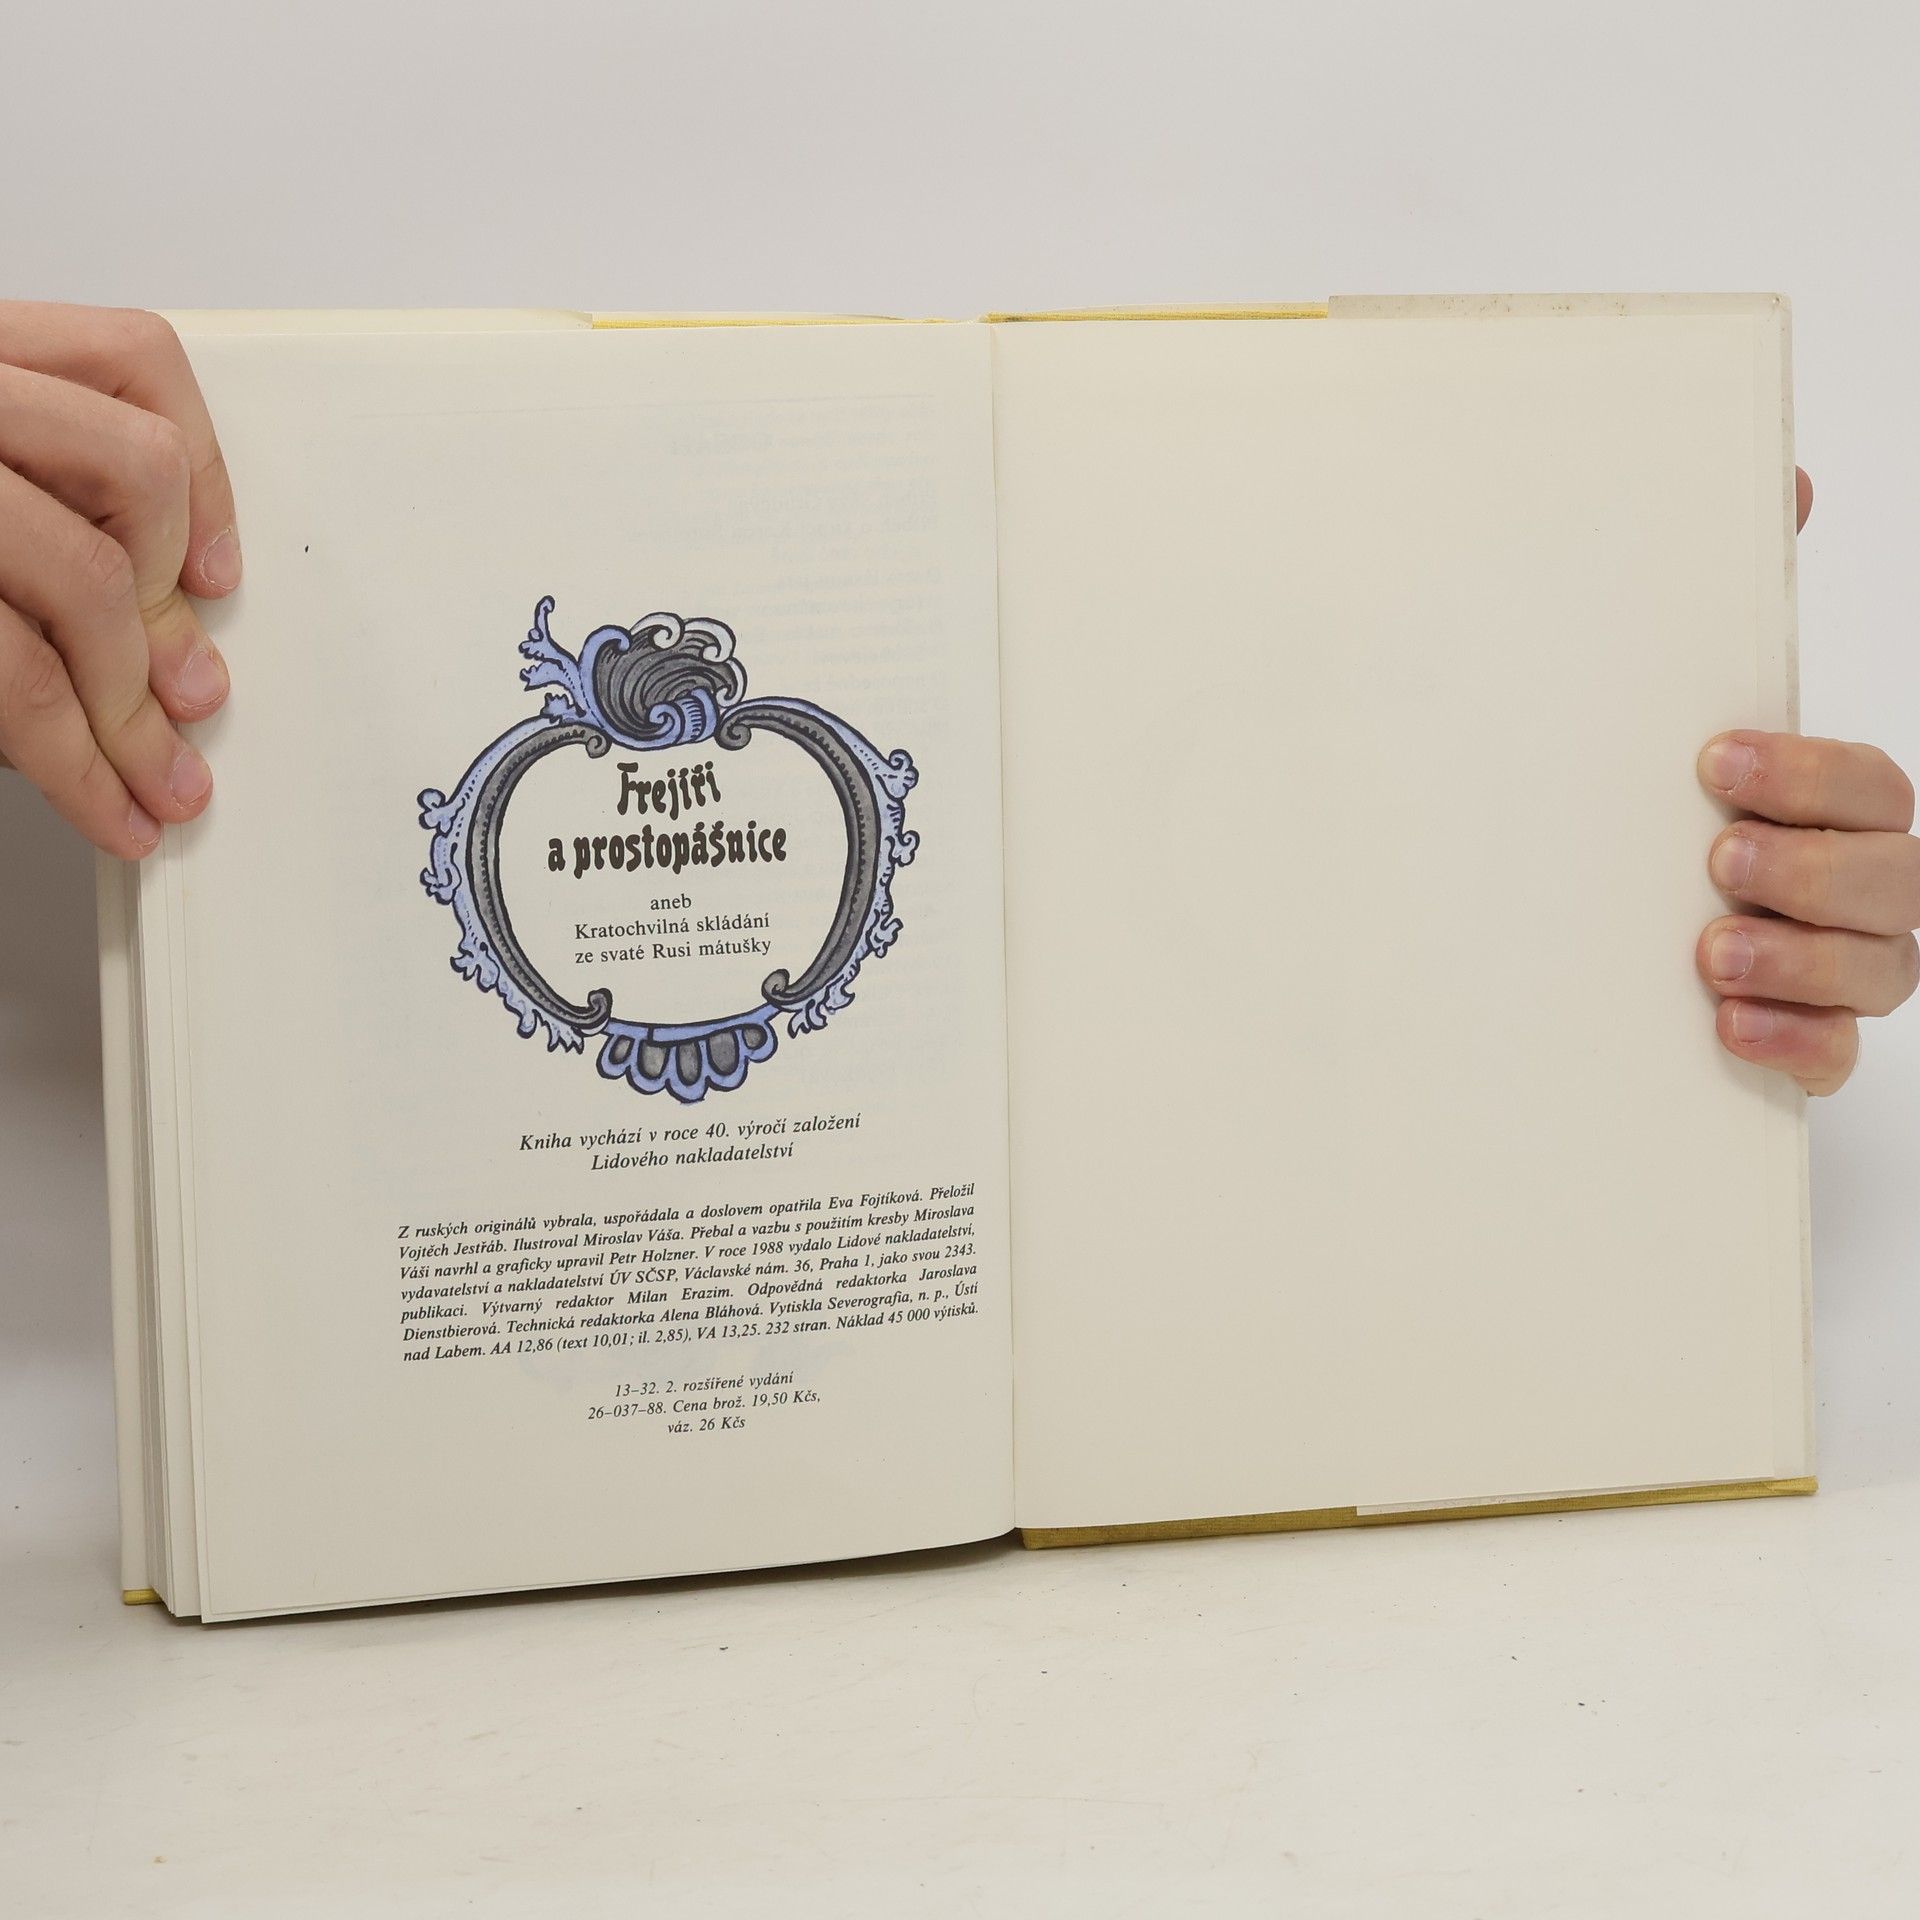 Frejíři
a prostopášnice
aneb
Kratochvilná skládání
ze svaté Rusi mátušky
Kniha vychází v roce 40. výročí založení
Lidového nakladatelství
Z ruských originálů vybrala, uspořádala a doslovem opatřila Eva Fojtíková. Přeložil
Vojtěch Jestřáb. Ilustroval Miroslav Váša. Přebal a vazbu s použitím kresby Miroslava
Váši navrhl a graficky upravil Petr Holzner. V roce 1988 vydalo Lidové nakladatelství,
vydavatelství a nakladatelství ÚV SČSP, Václavské nám. 36, Praha 1, jako svou 2343.
publikaci. Výtvarný redaktor Milan Erazim. Odpovědná redaktorka Jaroslava
Dienstbierová. Technická redaktorka Alena Bláhová. Vytiskla Severografia, n. p., Ústí
nad Labem. AA 12,86 (text 10,01; il. 2,85), VA 13,25. 232 stran. Náklad 45 000 výtisků.
13–32. 2. rozšířené vydání
26–037–88. Cena brož. 19,50 Kčs,
váz. 26 Kčs